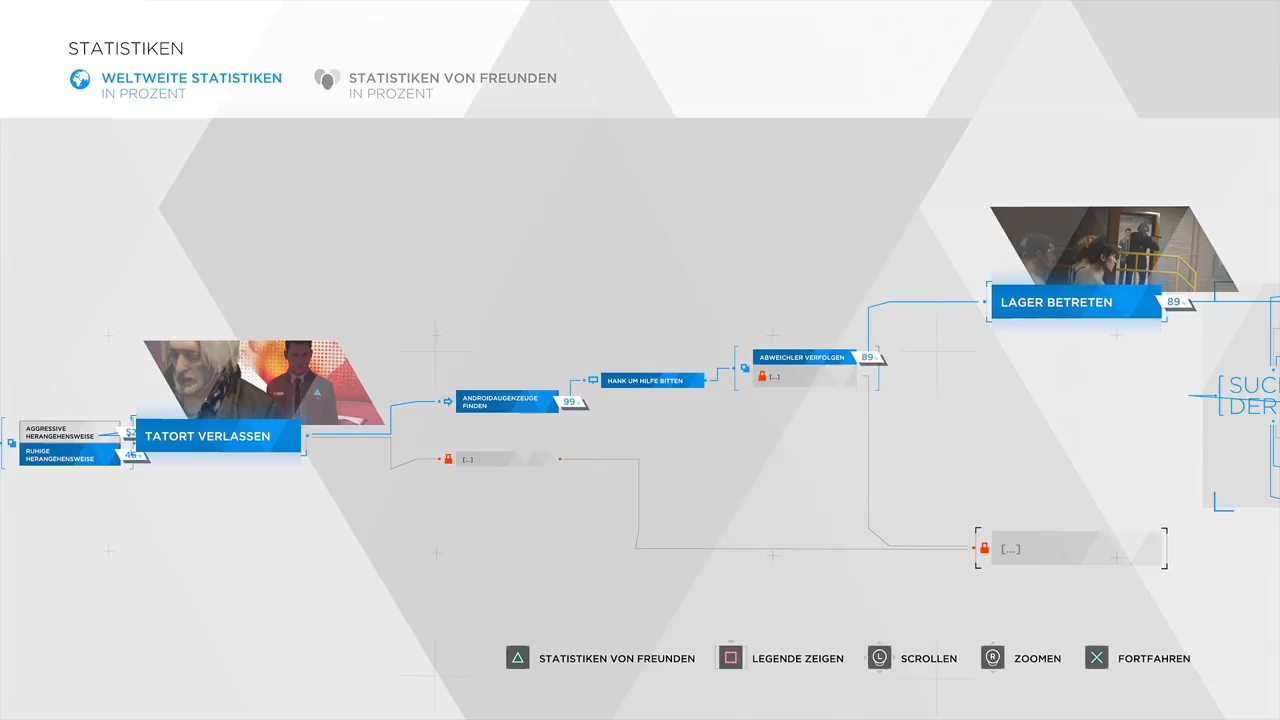 STATISTIKEN
WELTWEITE STATISTIKEN
IN PROZENT
STATISTIKEN VON FREUNDEN
IN PROZENT
LAGER BETRETEN
89%
ABWEICHLER VERFOLGEN
89%
[...]
HANK UM HILFE BITTEN
ANDROIDAUGENZEUGE
FINDEN
99%
[SUC
DER
AGGRESSIVE
HERANGEHENSWEISE
52
RUHIGE
HERANGEHENSWEISE
46%
TATORT VERLASSEN
[...]
[...]
STATISTIKEN VON FREUNDEN
LEGENDE ZEIGEN
L
SCROLLEN
R
ZOOMEN
FORTFAHREN